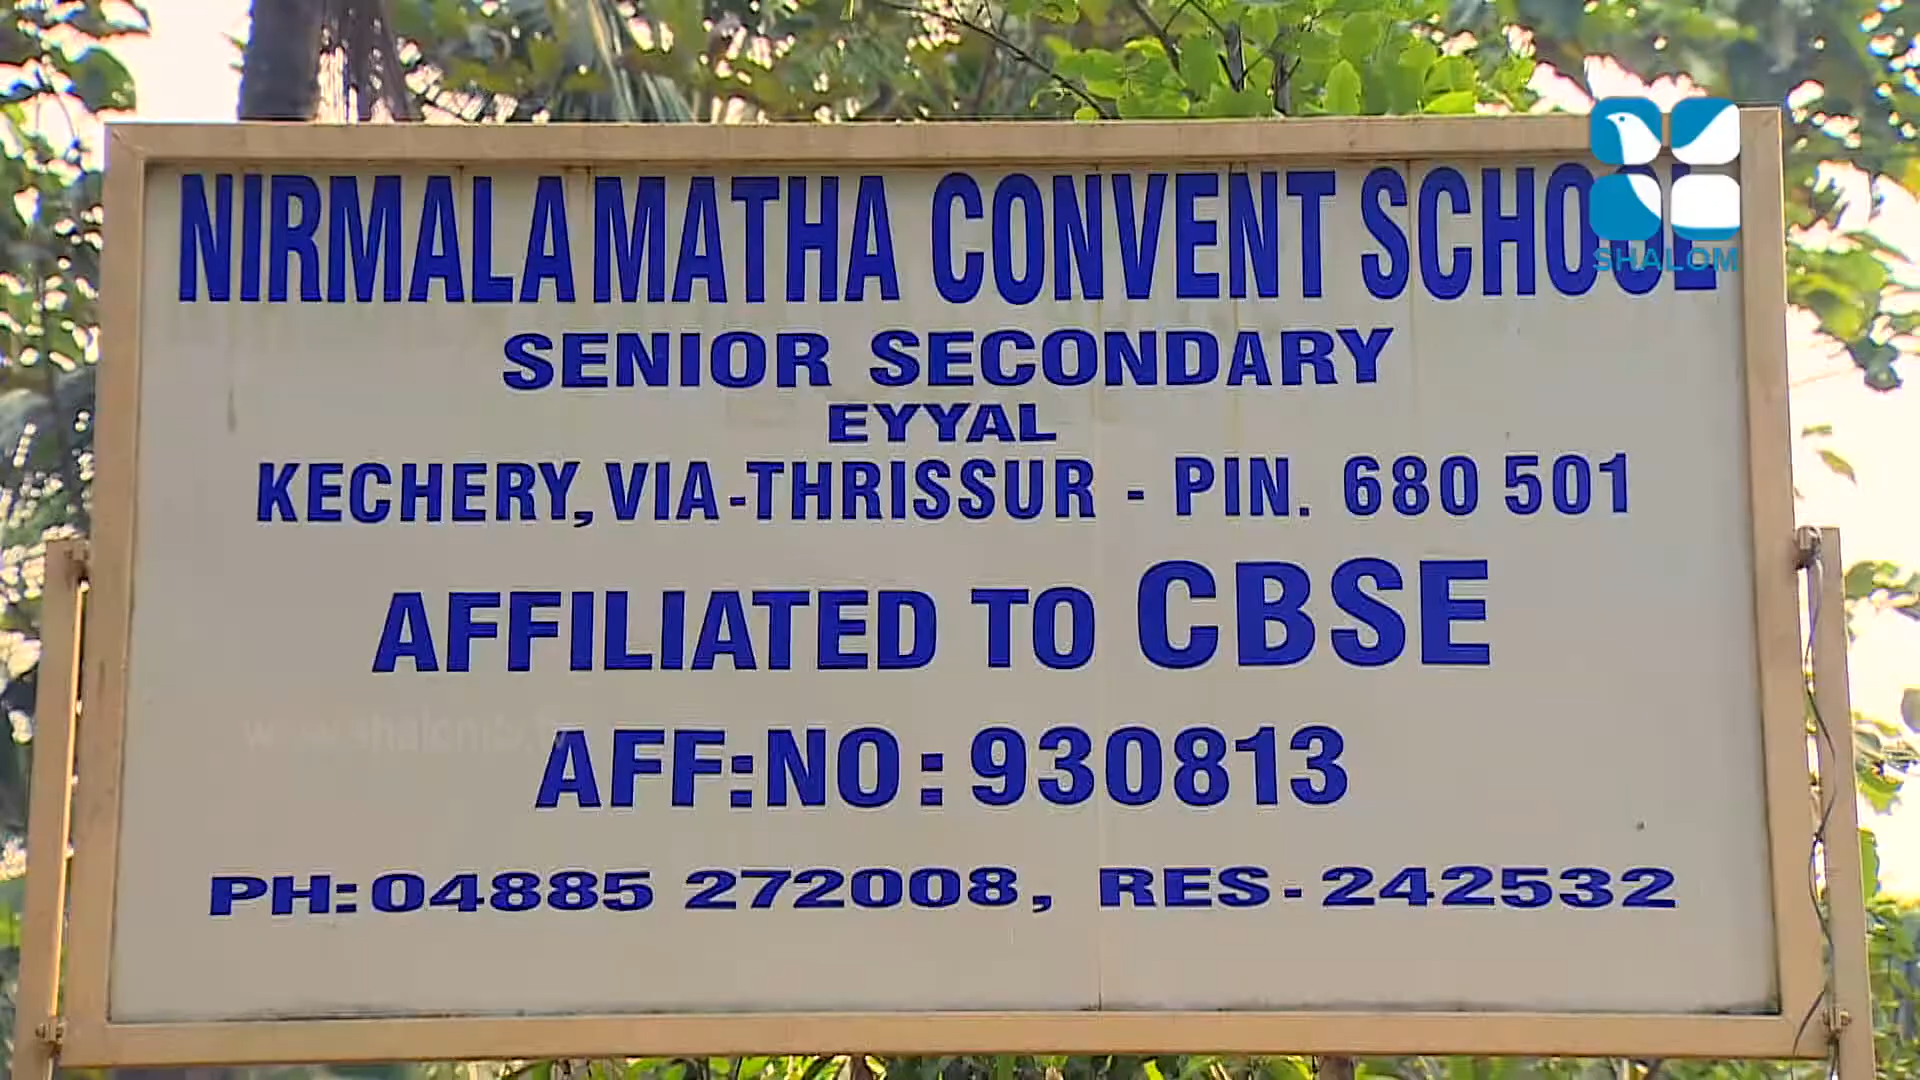 NIRMALA MATHA CONVENT SCHOOL
SHALOM
SENIOR SECONDARY
EYYAL
KECHERY, VIA-THRISSUR - PIN. 680 501
AFFILIATED TO CBSE
AFF:NO: 930813
PH:04885 272008, RES-242532